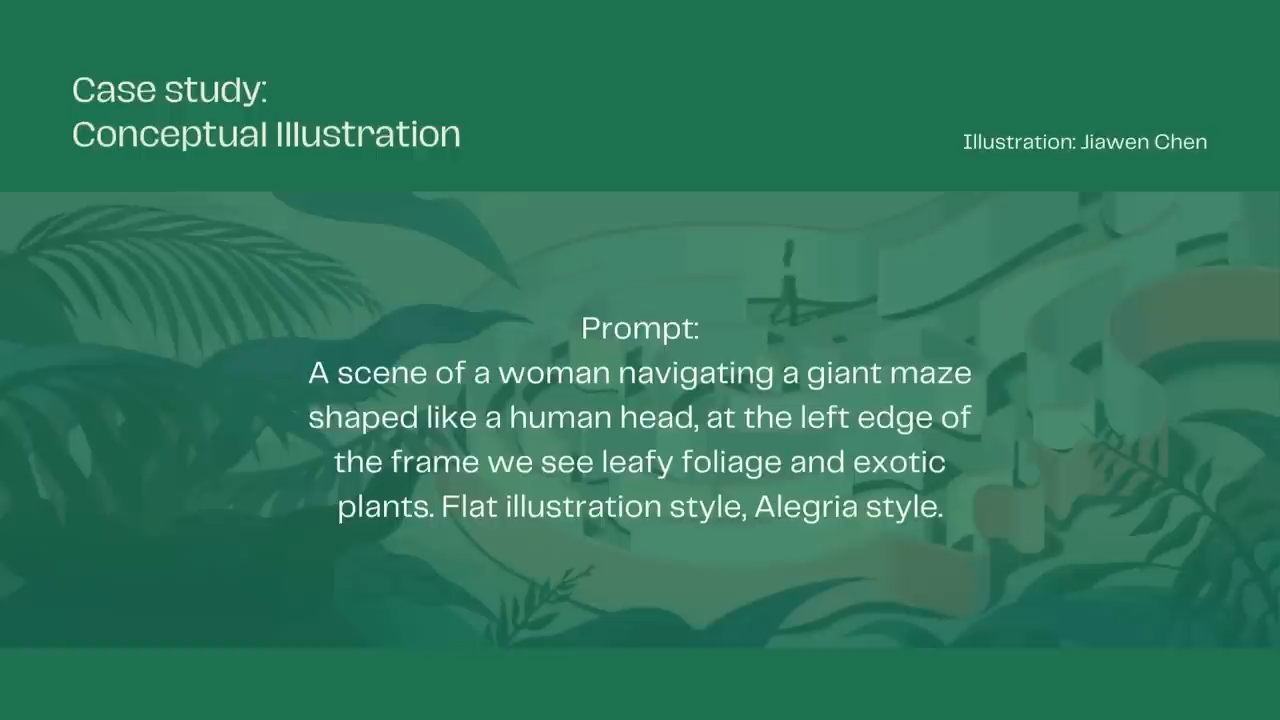 Case study:
Conceptual Illustration
Illustration: Jiawen Chen
Prompt:
A scene of a woman navigating a giant maze
shaped like a human head, at the left edge of
the frame we see leafy foliage and exotic
plants. Flat illustration style, Alegria style.